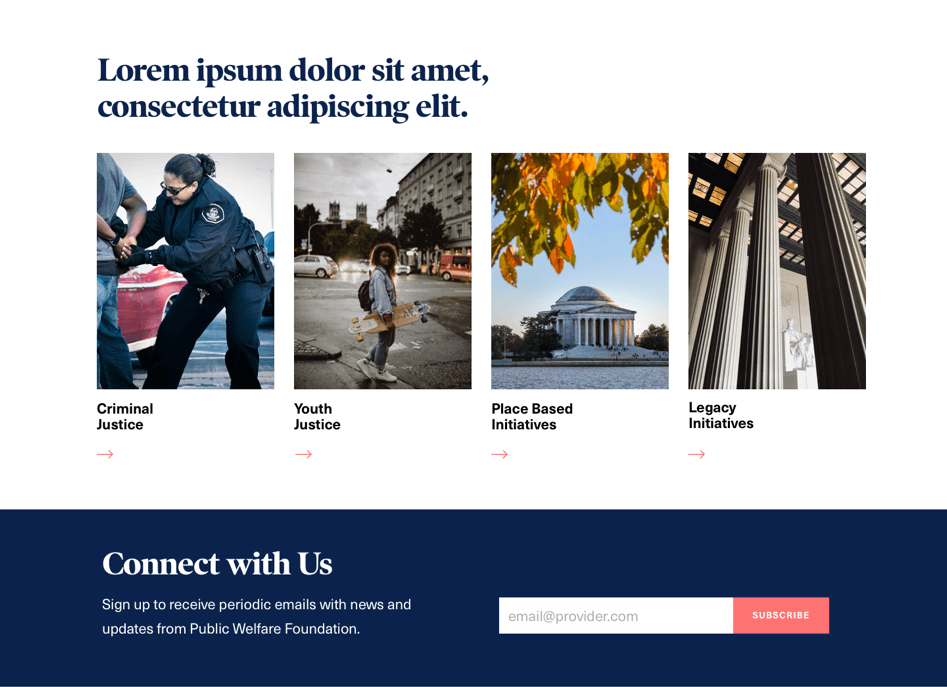 Lorem ipsum dolor sit amet,
consectetur adipiscing elit.
Criminal
Justice
Youth
Justice
Place Based
Initiatives
Legacy
Initiatives
Connect with Us
Sign up to receive periodic emails with news and
updates from Public Welfare Foundation.
email@provider.com
SUBSCRIBE